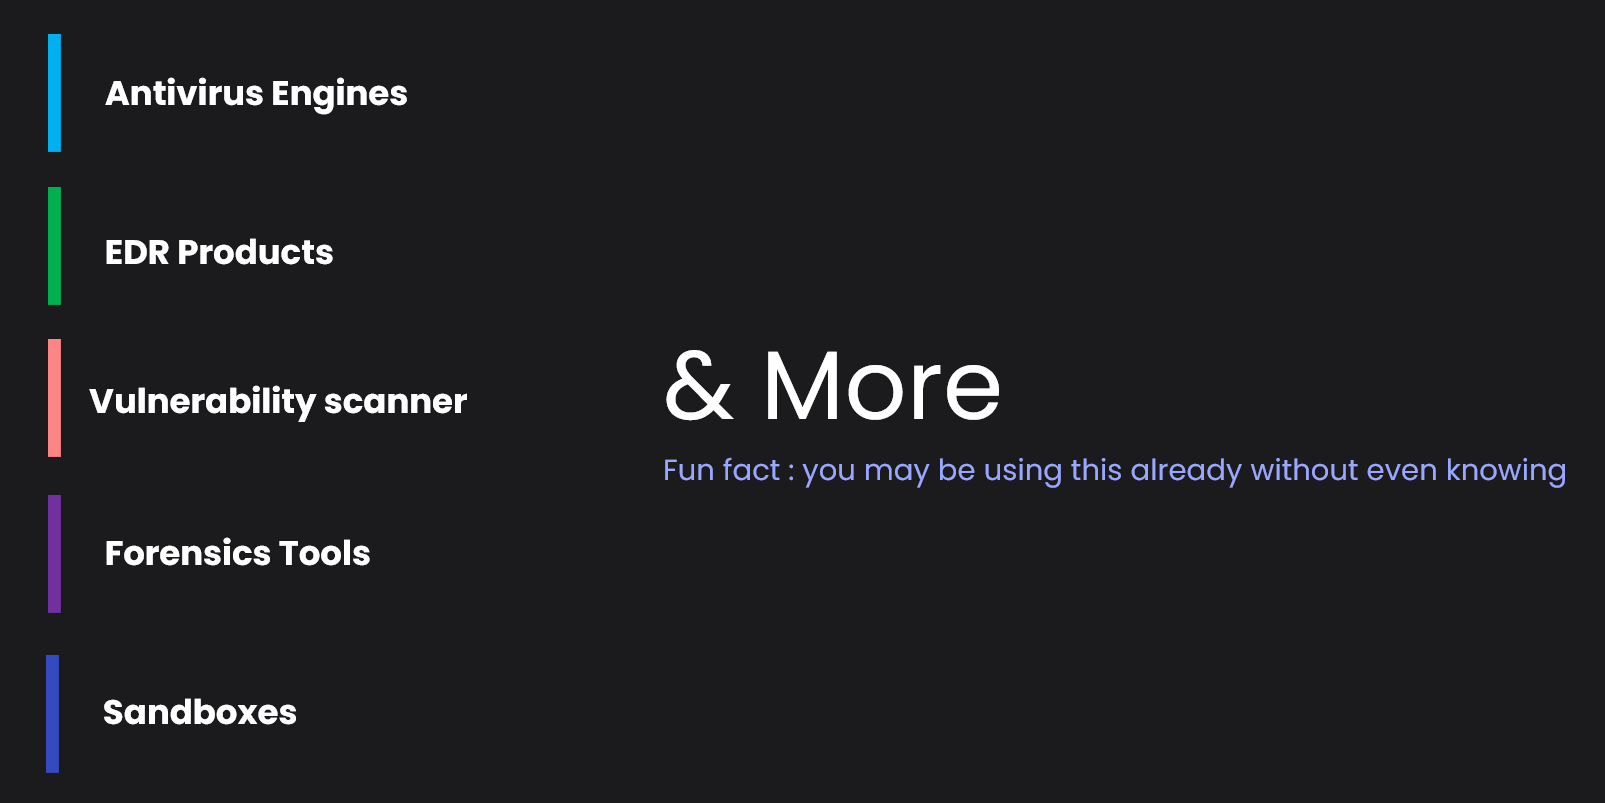 Antivirus Engines
EDR Products
Vulnerability scanner
Forensics Tools
Sandboxes
& More
Fun fact : you may be using this already without even knowing